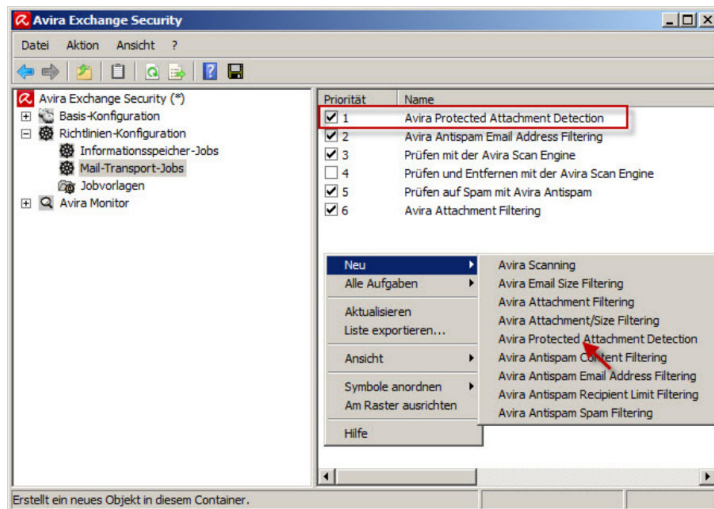 Avira Exchange Security
Datei Aktion Ansicht ?
Avira Exchange Security (*)
Basis-Konfiguration
Richtlinien-Konfiguration
Informationsspeicher-Jobs
Mail-Transport-Jobs
Jobvorlagen
Avira Monitor
Priorität Name
1 Avira Protected Attachment Detection
2 Avira Antispam Email Address Filtering
3 Prüfen mit der Avira Scan Engine
4 Prüfen und Entfernen mit der Avira Scan Engine
5 Prüfen auf Spam mit Avira Antispam
6 Avira Attachment Filtering
Neu
Alle Aufgaben
Aktualisieren
Liste exportieren...
Ansicht
Symbole anordnen
Am Raster ausrichten
Hilfe
Avira Scanning
Avira Email Size Filtering
Avira Attachment Filtering
Avira Attachment/Size Filtering
Avira Protected Attachment Detection
Avira Antispam Content Filtering
Avira Antispam Email Address Filtering
Avira Antispam Recipient Limit Filtering
Avira Antispam Spam Filtering
Erstellt ein neues Objekt in diesem Container.